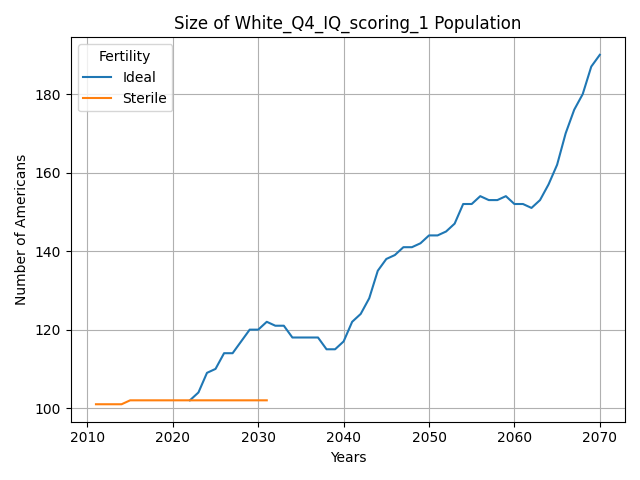 Size of White_Q4_IQ_scoring_1 Population
Fertility
Ideal
Sterile
Number of Americans
180
160
140
120
100
2010 2020 2030 2040 2050 2060 2070
Years